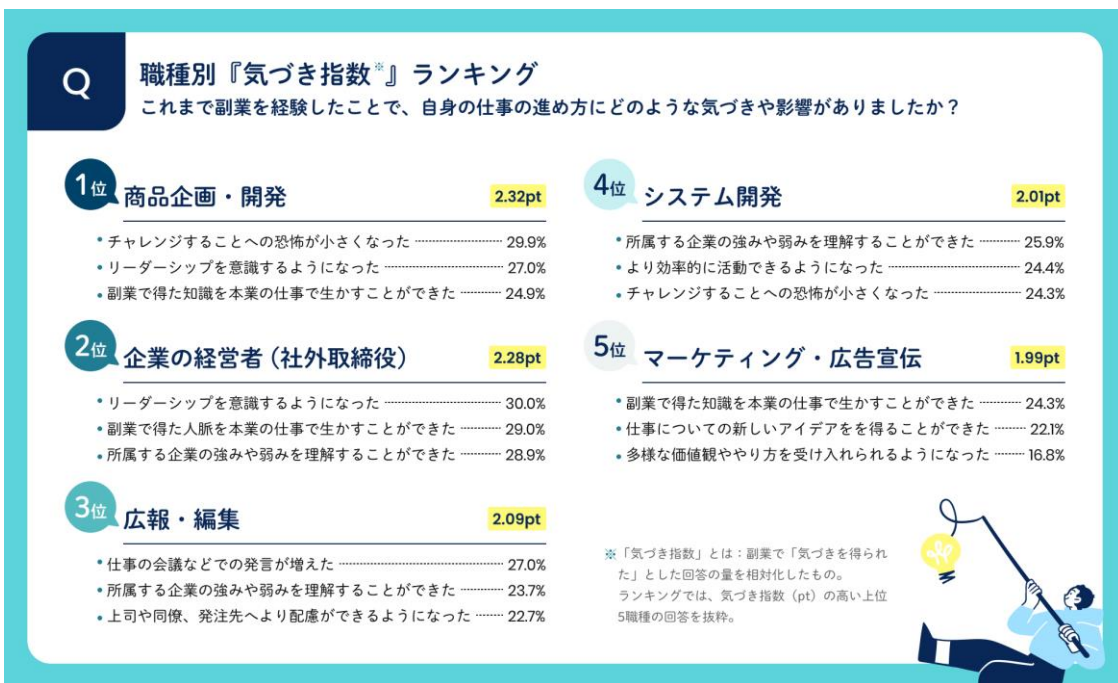 Q
職種別『気づき指数※』ランキング
これまで副業を経験したことで、自身の仕事の進め方にどのような気づきや影響がありましたか？
1位 商品企画・開発 2.32pt
• チャレンジすることへの恐怖が小さくなった 29.9%
• リーダーシップを意識するようになった 27.0%
• 副業で得た知識を本業の仕事で生かすことができた 24.9%
2位 企業の経営者（社外取締役） 2.28pt
• リーダーシップを意識するようになった 30.0%
• 副業で得た人脈を本業の仕事で生かすことができた 29.0%
• 所属する企業の強みや弱みを理解することができた 28.9%
3位 広報・編集 2.09pt
• 仕事の会議などでの発言が増えた 27.0%
• 所属する企業の強みや弱みを理解することができた 23.7%
• 上司や同僚、発注先へより配慮ができるようになった 22.7%
4位 システム開発 2.01pt
• 所属する企業の強みや弱みを理解することができた 25.9%
• より効率的に活動できるようになった 24.4%
• チャレンジすることへの恐怖が小さくなった 24.3%
5位 マーケティング・広告宣伝 1.99pt
• 副業で得た知識を本業の仕事で生かすことができた 24.3%
• 仕事についての新しいアイデアをを得ることができた 22.1%
• 多様な価値観ややり方を受け入れられるようになった 16.8%
※「気づき指数」とは：副業で「気づきを得られ
た」とした回答の量を相対化したもの。
ランキングでは、気づき指数（pt）の高い上位
5職種の回答を抜粋。